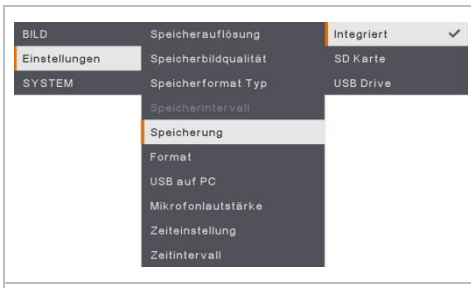 BILD
Einstellungen
SYSTEM
Speicherauflösung
Speicherbildqualität
Speicherformat Typ
Speicherintervall
Speicherung
Format
USB auf PC
Mikrofonlautstärke
Zeiteinstellung
Zeitintervall
Integriert
SD Karte
USB Drive